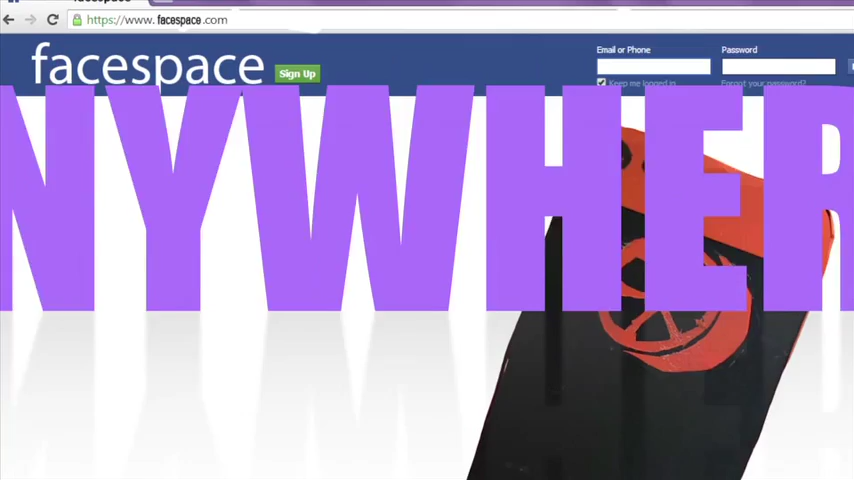 https://www.facespace.com
facespace
Sign Up
Email or Phone
Password
Keep me logged in
Forgot your password?
NYWHER